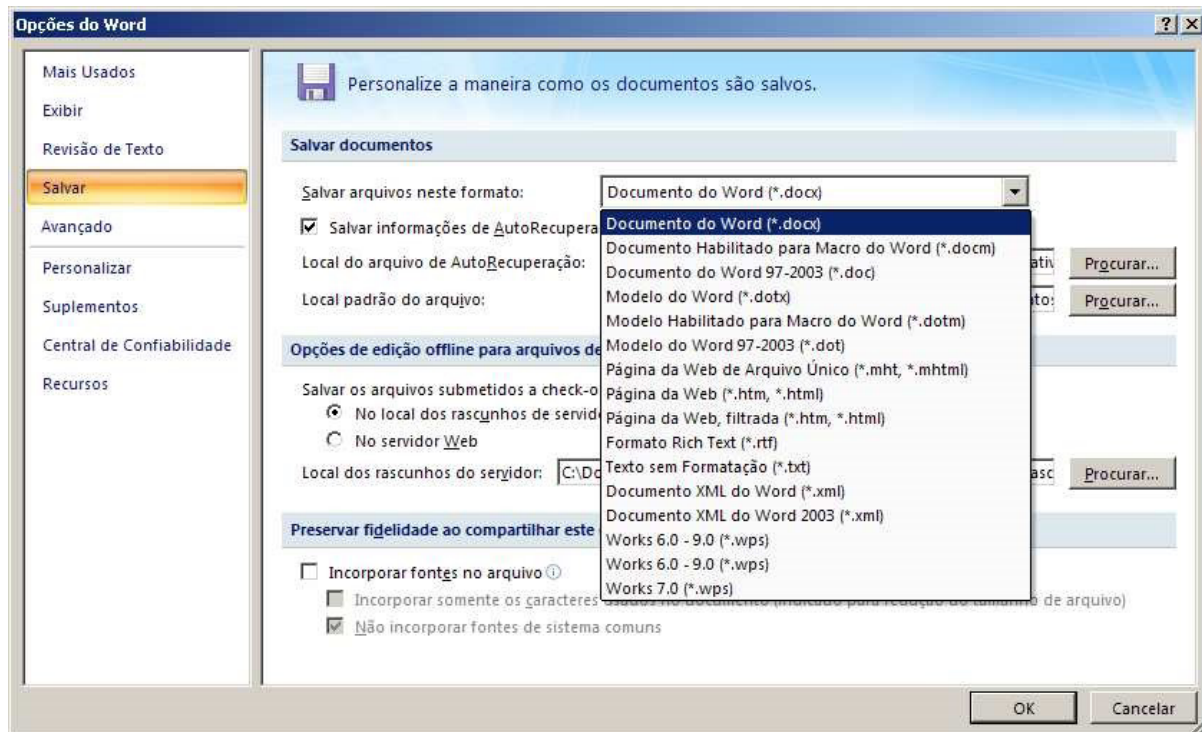 Opções do Word
Mais Usados
Exibir
Revisão de Texto
Salvar
Avançado
Personalizar
Suplementos
Central de Confiabilidade
Recursos
Personalize a maneira como os documentos são salvos.
Salvar documentos
Salvar arquivos neste formato: Documento do Word (*.docx)
Salvar informações de AutoRecupera
Local do arquivo de AutoRecuperação: Procurar...
Local padrão do arquivo: Procurar...
Documento do Word (*.docx)
Documento Habilitado para Macro do Word (*.docm)
Documento do Word 97-2003 (*.doc)
Modelo do Word (*.dotx)
Modelo Habilitado para Macro do Word (*.dotm)
Modelo do Word 97-2003 (*.dot)
Página da Web de Arquivo Único (*.mht, *.mhtml)
Página da Web (*.htm, *.html)
Página da Web, filtrada (*.htm, *.html)
Formato Rich Text (*.rtf)
Texto sem Formatação (*.txt)
Documento XML do Word (*.xml)
Documento XML do Word 2003 (*.xml)
Works 6.0 - 9.0 (*.wps)
Works 6.0 - 9.0 (*.wps)
Works 7.0 (*.wps)
Opções de edição offline para arquivos de
Salvar os arquivos submetidos a check-o
No local dos rascunhos de servid
No servidor Web
Local dos rascunhos do servidor: C:\Do Procurar...
Preservar fidelidade ao compartilhar este
Incorporar fontes no arquivo
Incorporar somente os caracteres usados no documento (indicado para redução do tamanho de arquivo)
Não incorporar fontes de sistema comuns
OK Cancelar